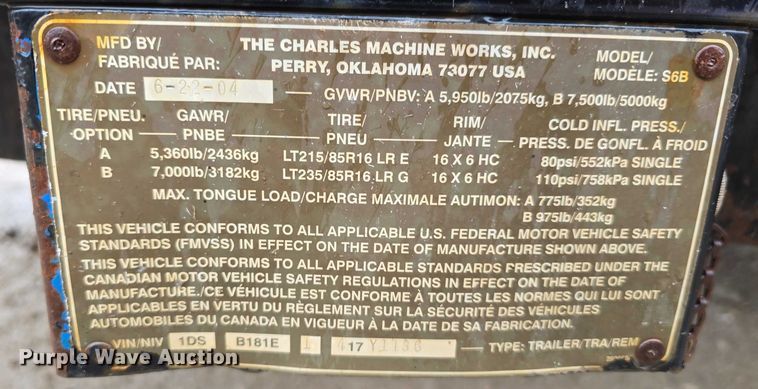 MFD BY/ THE CHARLES MACHINE WORKS, INC. MODEL/
FABRIQUÉ PAR: PERRY, OKLAHOMA 73077 USA MODÈLE: S6B
DATE 6-22-04 GVWR/PNBV: A 5,950lb/2075kg, B 7,500lb/5000kg
TIRE/PNEU. GAWR/ TIRE/ RIM/ COLD INFL. PRESS./
OPTION — PNBE — PNEU — JANTE — PRESS. DE GONFL. À FROID
A 5,360lb/2436kg LT215/85R16 LR E 16 X 6 HC 80psi/552kPa SINGLE
B 7,000lb/3182kg LT235/85R16 LR G 16 X 6 HC 110psi/758kPa SINGLE
MAX. TONGUE LOAD/CHARGE MAXIMALE AUTIMON: A 775lb/352kg
B 975lb/443kg
THIS VEHICLE CONFORMS TO ALL APPLICABLE U.S. FEDERAL MOTOR VEHICLE SAFETY
STANDARDS (FMVSS) IN EFFECT ON THE DATE OF MANUFACTURE SHOWN ABOVE.
THIS VEHICLE CONFORMS TO ALL APPLICABLE STANDARDS PRESCRIBED UNDER THE
CANADIAN MOTOR VEHICLE SAFETY REGULATIONS IN EFFECT ON THE DATE OF
MANUFACTURE./CE VÉHICULE EST CONFORME À TOUTES LES NORMES QUI LUI SONT
APPLICABLES EN VERTU DU RÈGLEMENT SUR LA SÉCURITÉ DES VÉHICULES
AUTOMOBILES DU CANADA EN VIGUEUR À LA DATE DE SA FABRICATION.
VIN/NIV 1DS B181E 417 TYPE: TRAILER/TRA/REM
Purple Wave Auction